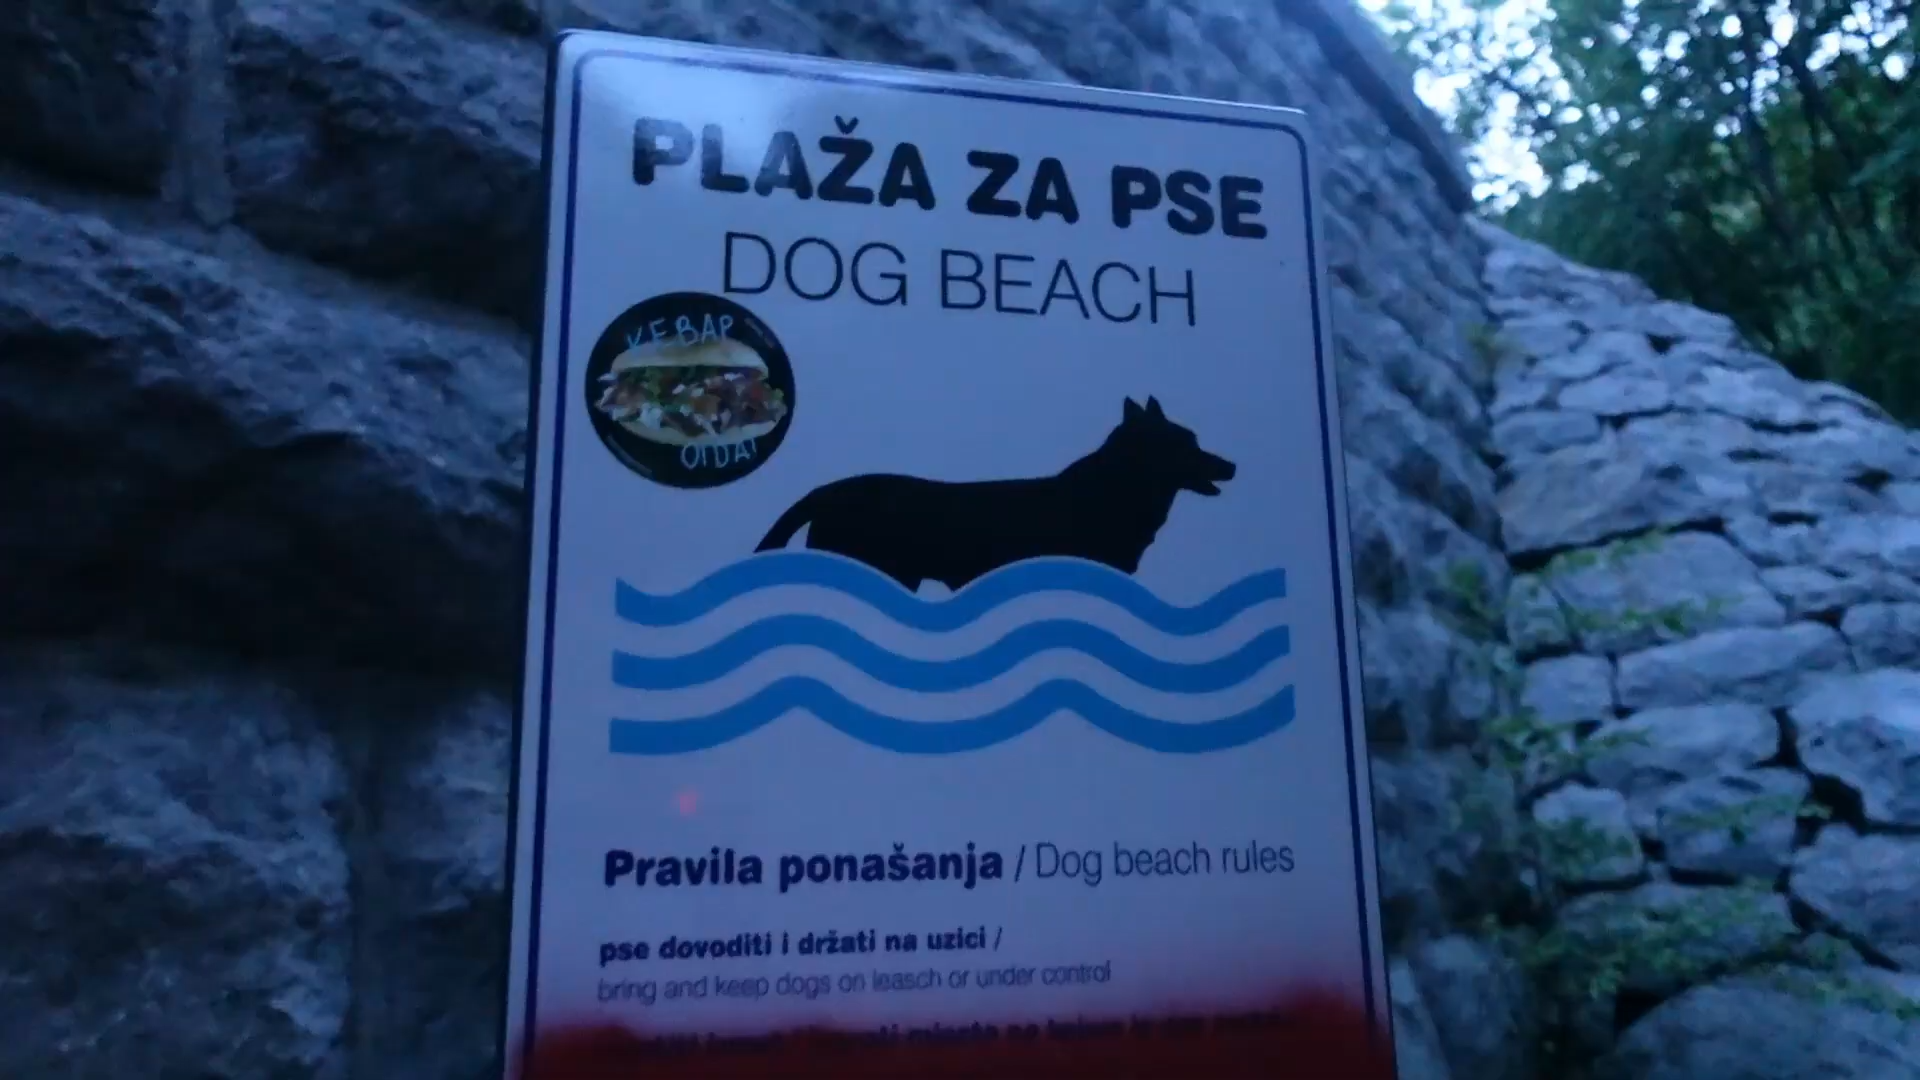 PLAŽA ZA PSE
DOG BEACH
KEBAP
OIDA!
Pravila ponašanja / Dog beach rules
pse dovoditi i držati na uzici /
bring and keep dogs on leasch or under control